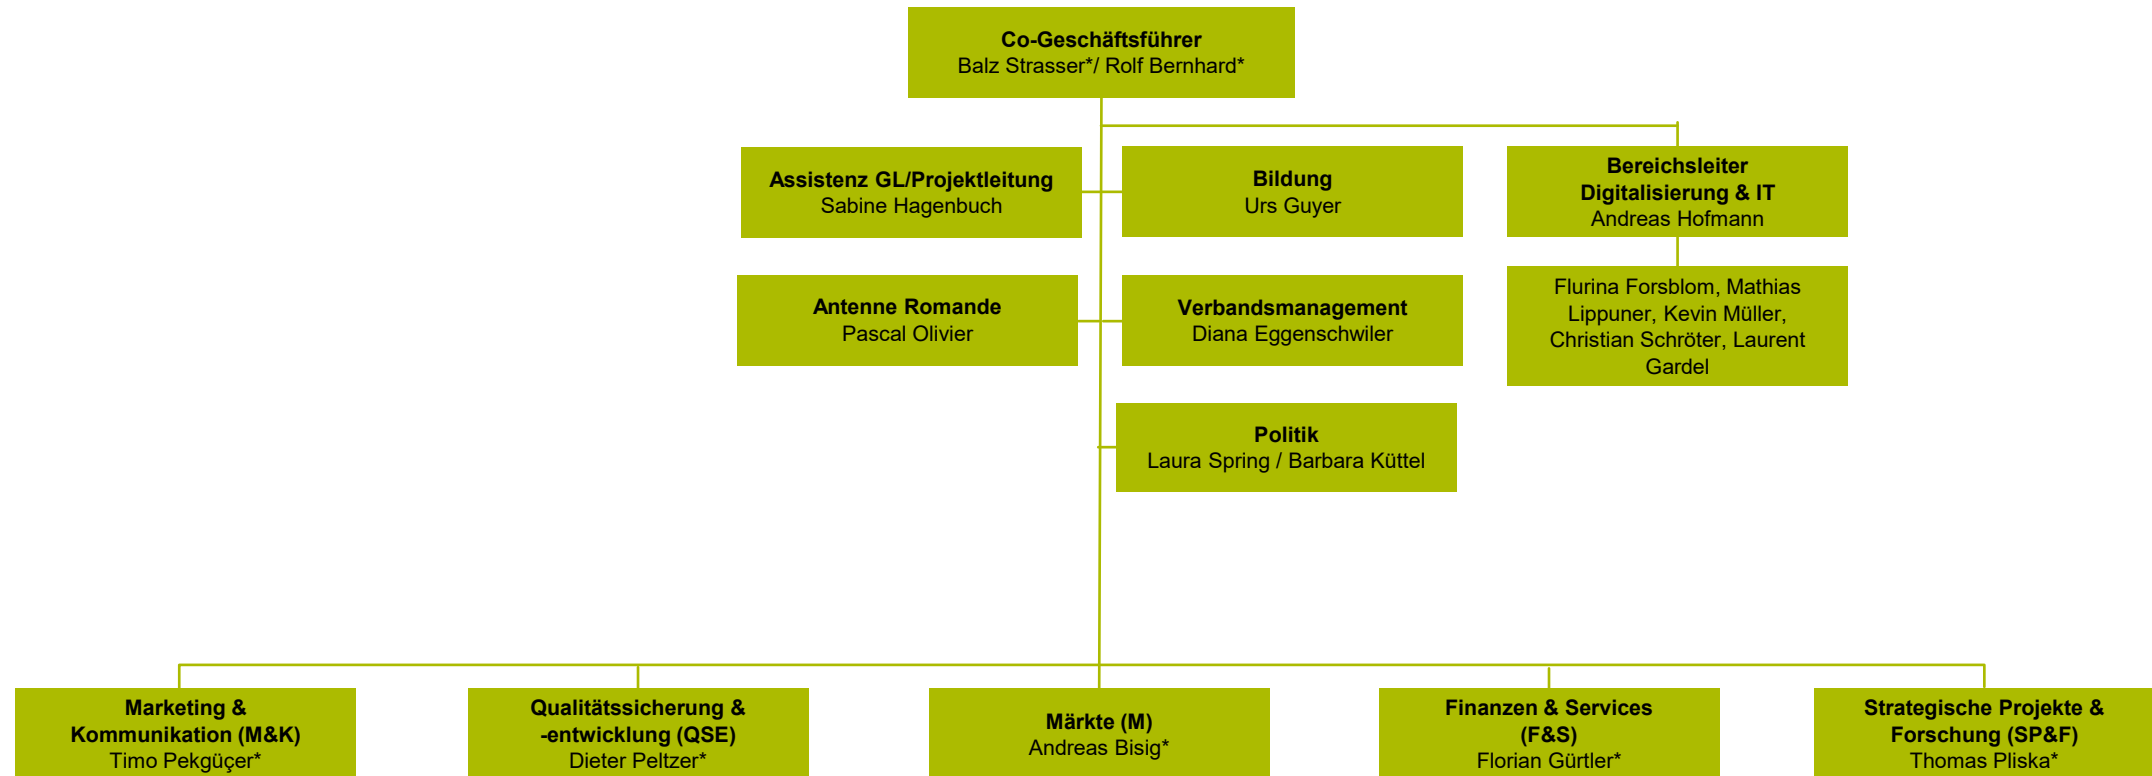 Co-Geschäftsführer
Balz Strasser*/ Rolf Bernhard*
Assistenz GL/Projektleitung
Sabine Hagenbuch
Bildung
Urs Guyer
Bereichsleiter
Digitalisierung & IT
Andreas Hofmann
Antenne Romande
Pascal Olivier
Verbandsmanagement
Diana Eggenschwiler
Flurina Forsblom, Mathias
Lippuner, Kevin Müller,
Christian Schröter, Laurent
Gardel
Politik
Laura Spring / Barbara Küttel
Marketing &
Kommunikation (M&K)
Timo Pekgüçer*
Qualitätssicherung &
-entwicklung (QSE)
Dieter Peltzer*
Märkte (M)
Andreas Bisig*
Finanzen & Services
(F&S)
Florian Gürtler*
Strategische Projekte &
Forschung (SP&F)
Thomas Pliska*